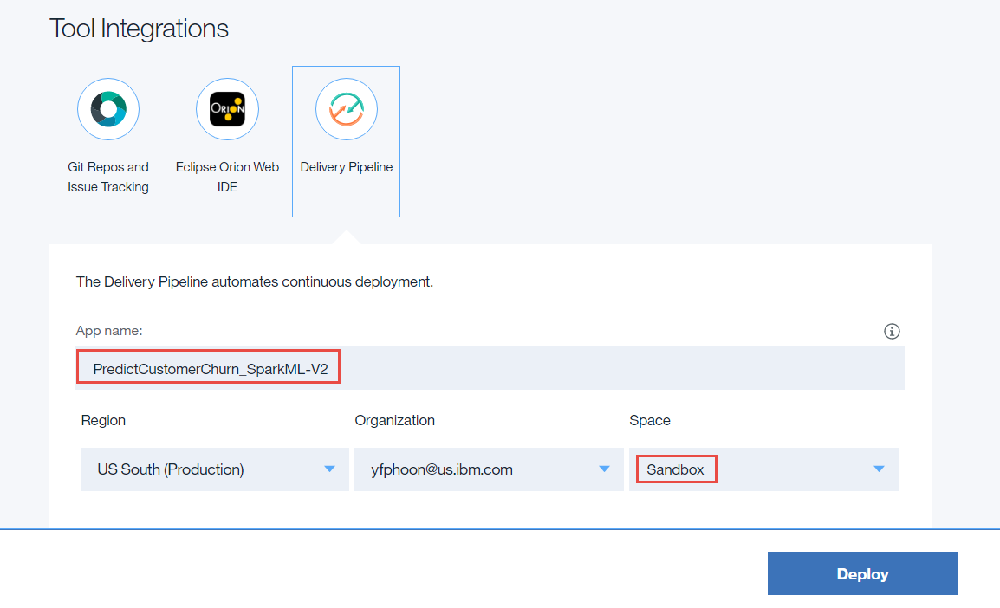 Tool Integrations
ORION
Git Repos and
Issue Tracking
Eclipse Orion Web
IDE
Delivery Pipeline
The Delivery Pipeline automates continuous deployment.
App name:
PredictCustomerChurn_SparkML-V2
Region
Organization
Space
US South (Production)
yfphoon@us.ibm.com
Sandbox
Deploy